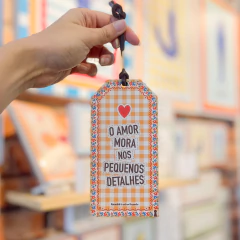 O AMOR
MORA
NOS
PEQUENOS
DETALHES